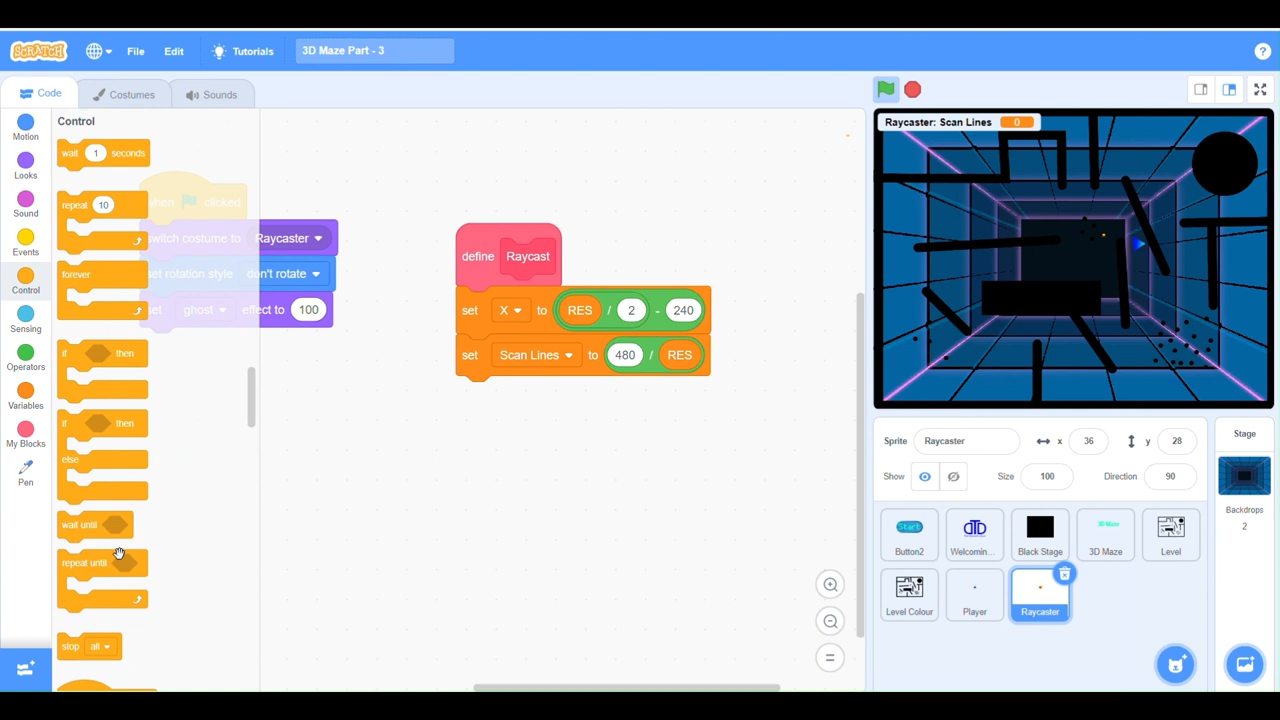 SCRATCH File Edit Tutorials 3D Maze Part - 3 ?
Code Costumes Sounds
Motion
Looks
Sound
Events
Control
Sensing
Operators
Variables
My Blocks
Pen
Control
wait 1 seconds
repeat 10
forever
if then
if then
else
wait until
repeat until
stop all
when clicked
switch costume to Raycaster
set rotation style don't rotate
set ghost effect to 100
define Raycast
set X to RES / 2 - 240
set Scan Lines to 480 / RES
Raycaster: Scan Lines 0
Sprite Raycaster x 36 y 28
Show Size 100 Direction 90
Start
Button2
DTD
Welcomin...
Black Stage
3D Maze
3D Maze
Level
Level Colour
Player
Raycaster
Stage
Backdrops
2